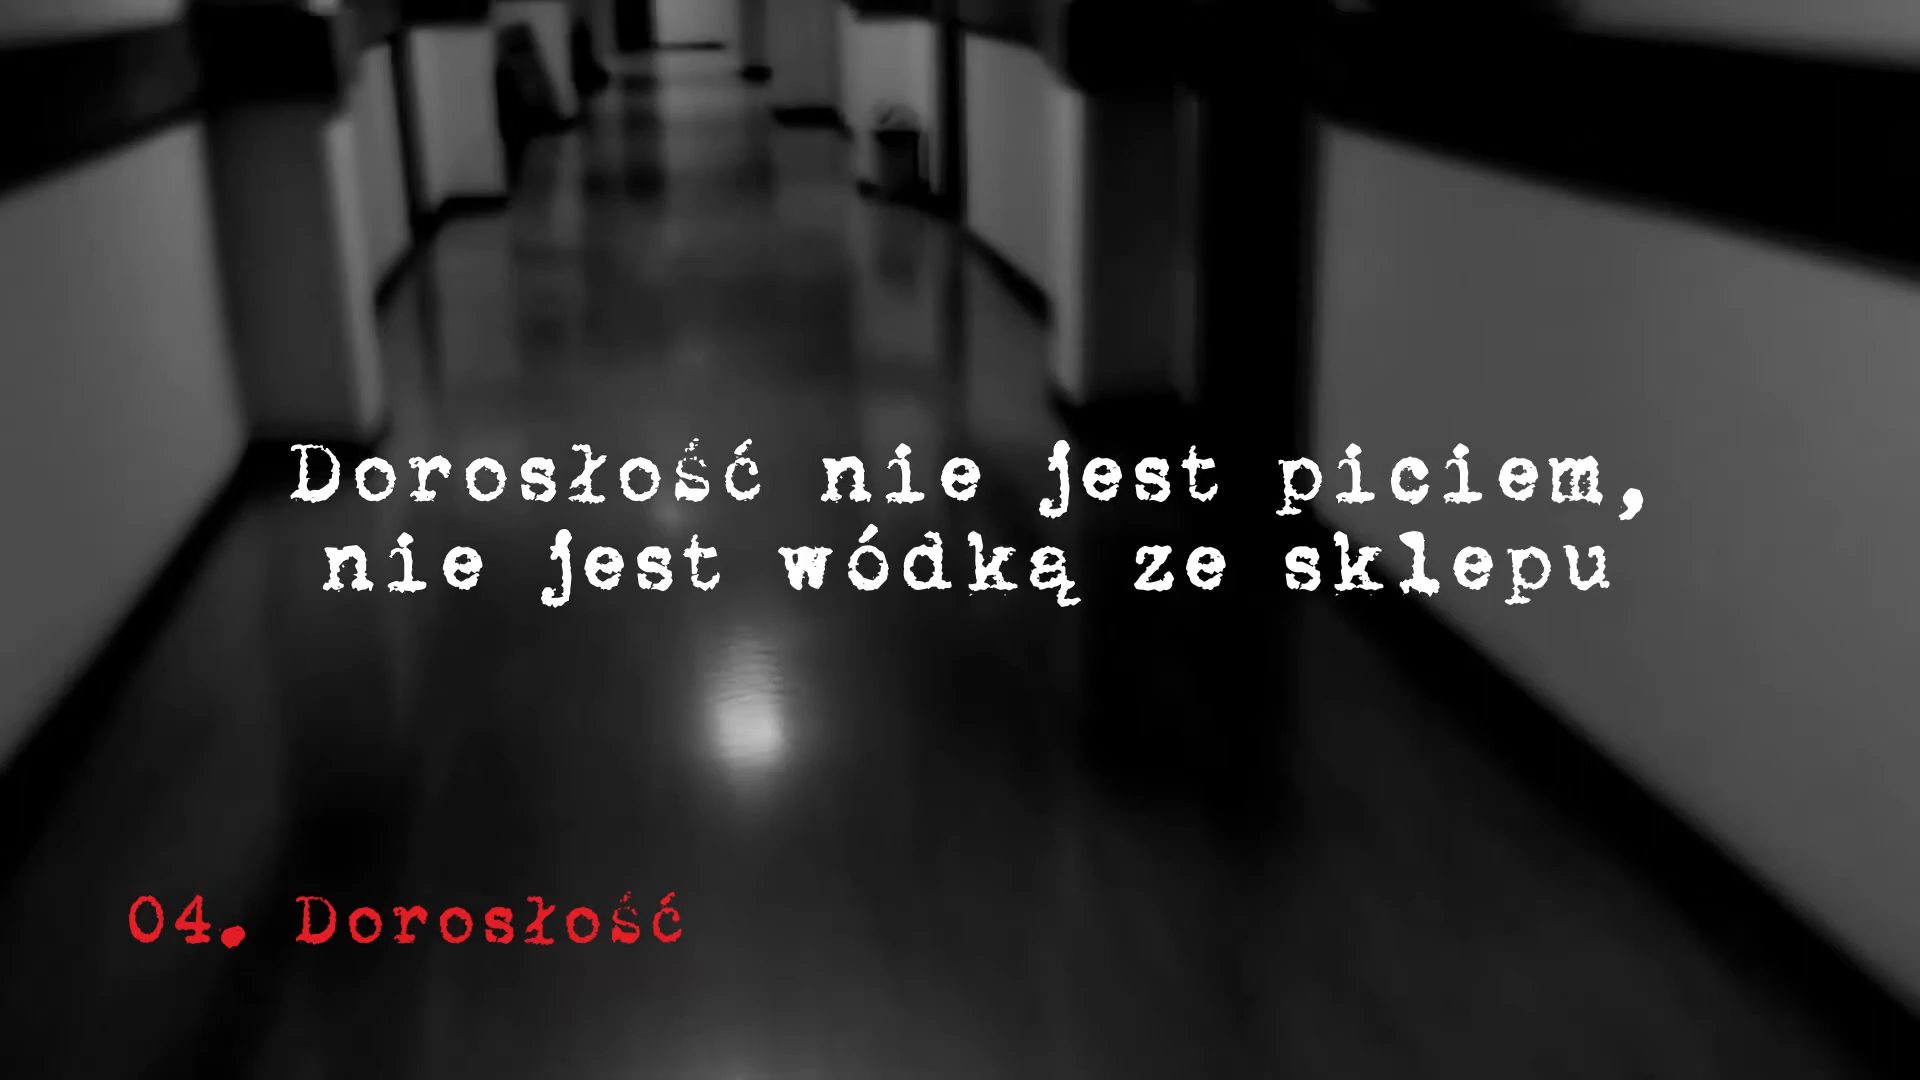 Dorosłość nie jest piciem,
nie jest wódką ze sklepu
04. Dorosłość